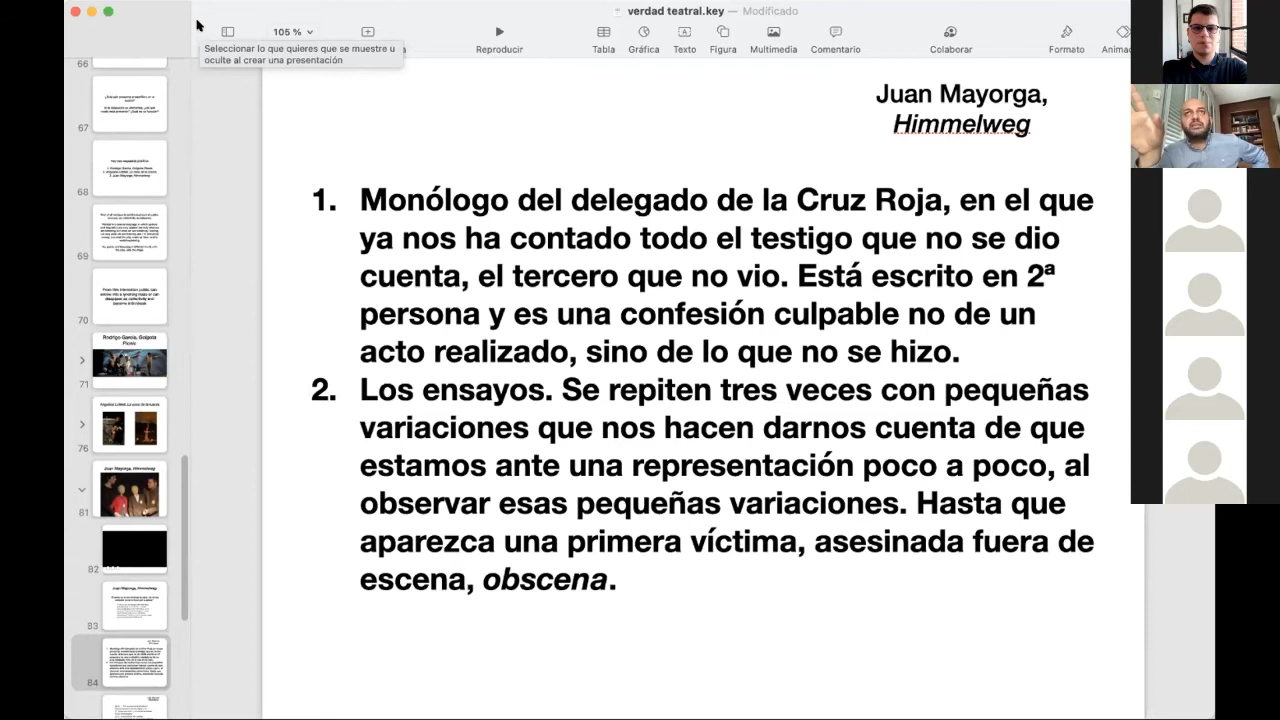 verdad teatral.key — Modificado
105 %
Reproducir
Tabla
Gráfica
Texto
Figura
Multimedia
Comentario
Colaborar
Formato
Seleccionar lo que quieres que se muestre u
oculte al crear una presentación
66
67
68
69
70
Rodrigo García, Gólgota
Picnic
71
76
Juan Mayorga, Himmelweg
81
82
Juan Mayorga, Himmelweg
83
84
Juan Mayorga,
Himmelweg
1. Monólogo del delegado de la Cruz Roja, en el que
ya nos ha contado todo el testigo que no se dio
cuenta, el tercero que no vio. Está escrito en 2ª
persona y es una confesión culpable no de un
acto realizado, sino de lo que no se hizo.
2. Los ensayos. Se repiten tres veces con pequeñas
variaciones que nos hacen darnos cuenta de que
estamos ante una representación poco a poco, al
observar esas pequeñas variaciones. Hasta que
aparezca una primera víctima, asesinada fuera de
escena, obscena.